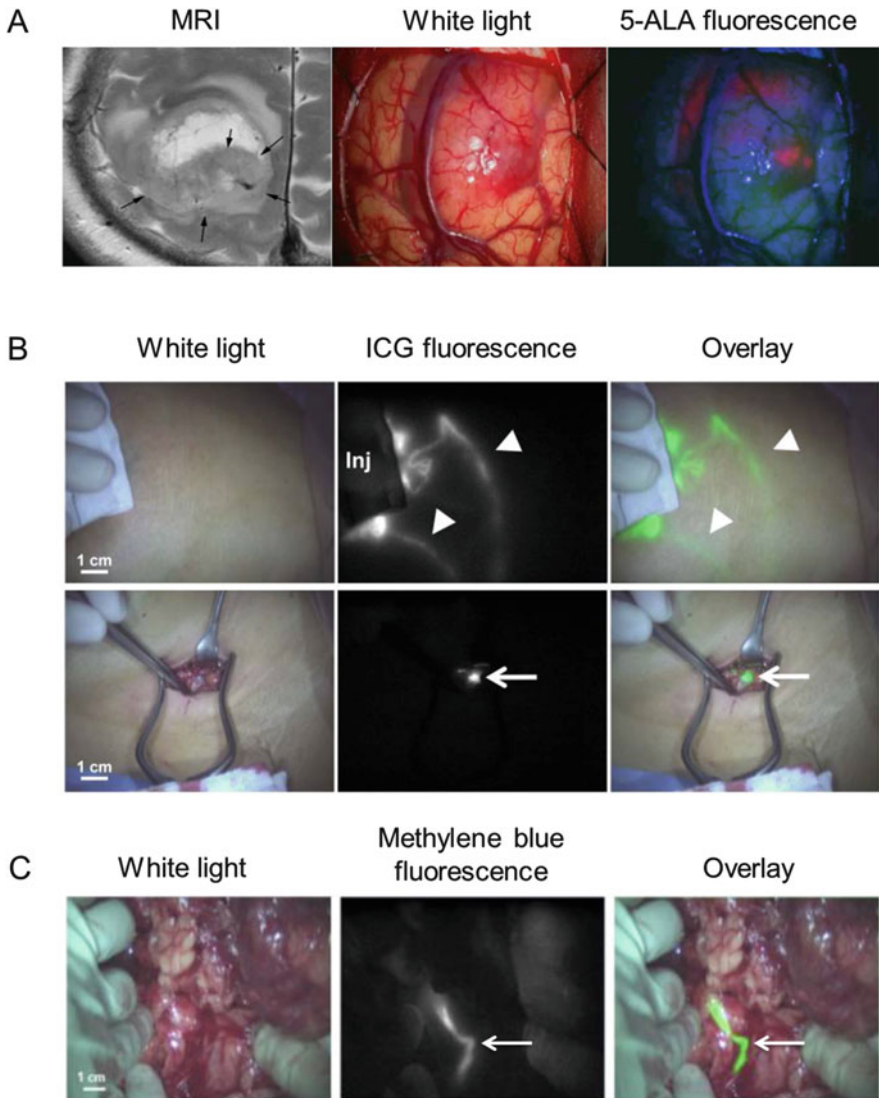 A
MRI
White light
5-ALA fluorescence
B
White light
ICG fluorescence
Overlay
Inj
1 cm
1 cm
C
White light
Methylene blue
fluorescence
Overlay
1 cm